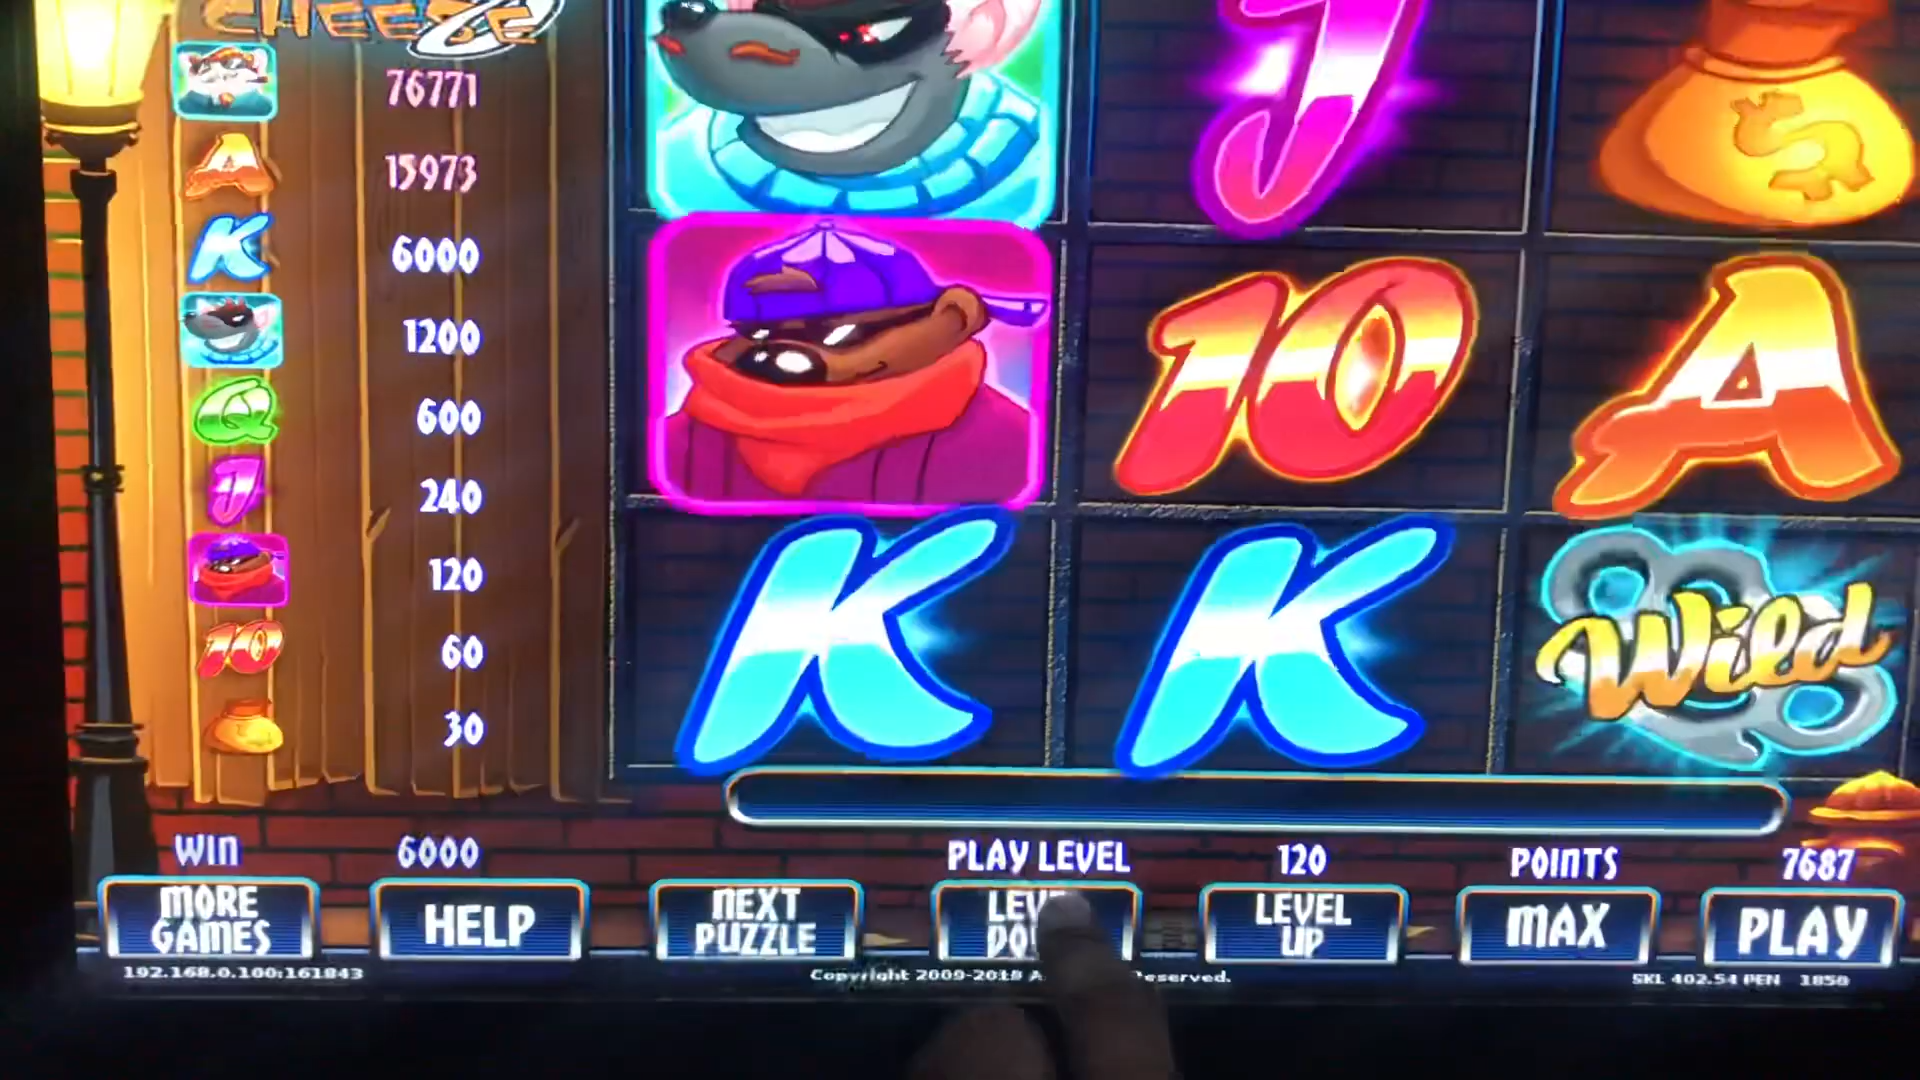 CHEESE
76771
A 15973
K 6000
1200
Q 600
J 240
120
10 60
30
J
10
A
K
K
Wild
WIN 6000
PLAY LEVEL 120
POINTS 7687
MORE GAMES
HELP
NEXT PUZZLE
LEVEL UP
MAX
PLAY
192.168.0.100:161843
Copyright 2009-2018
SKL 402.54 PEN 1850